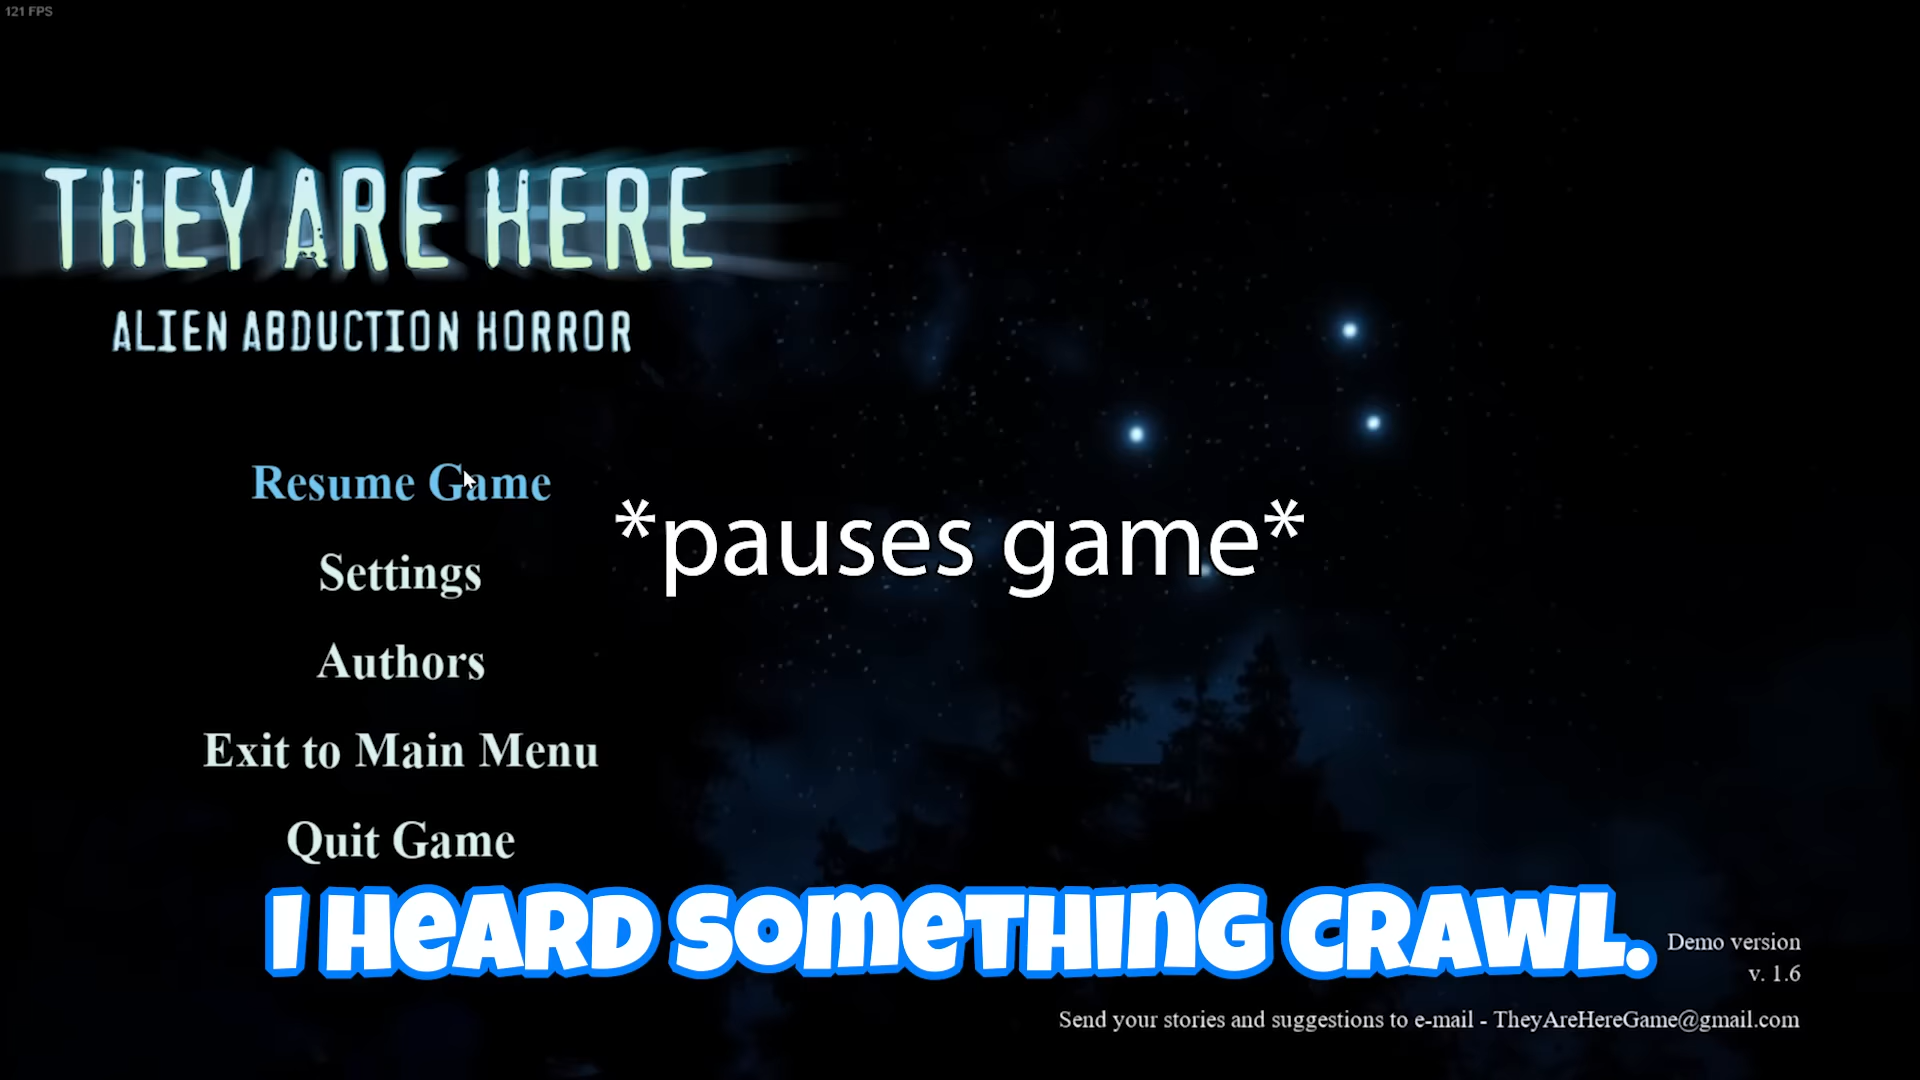 121 FPS
THEY ARE HERE
ALIEN ABDUCTION HORROR
Resume Game
*pauses game*
Settings
Authors
Exit to Main Menu
Quit Game
I HEARD SOMETHING CRAWL.
Demo version
v. 1.6
Send your stories and suggestions to e-mail - TheyAreHereGame@gmail.com